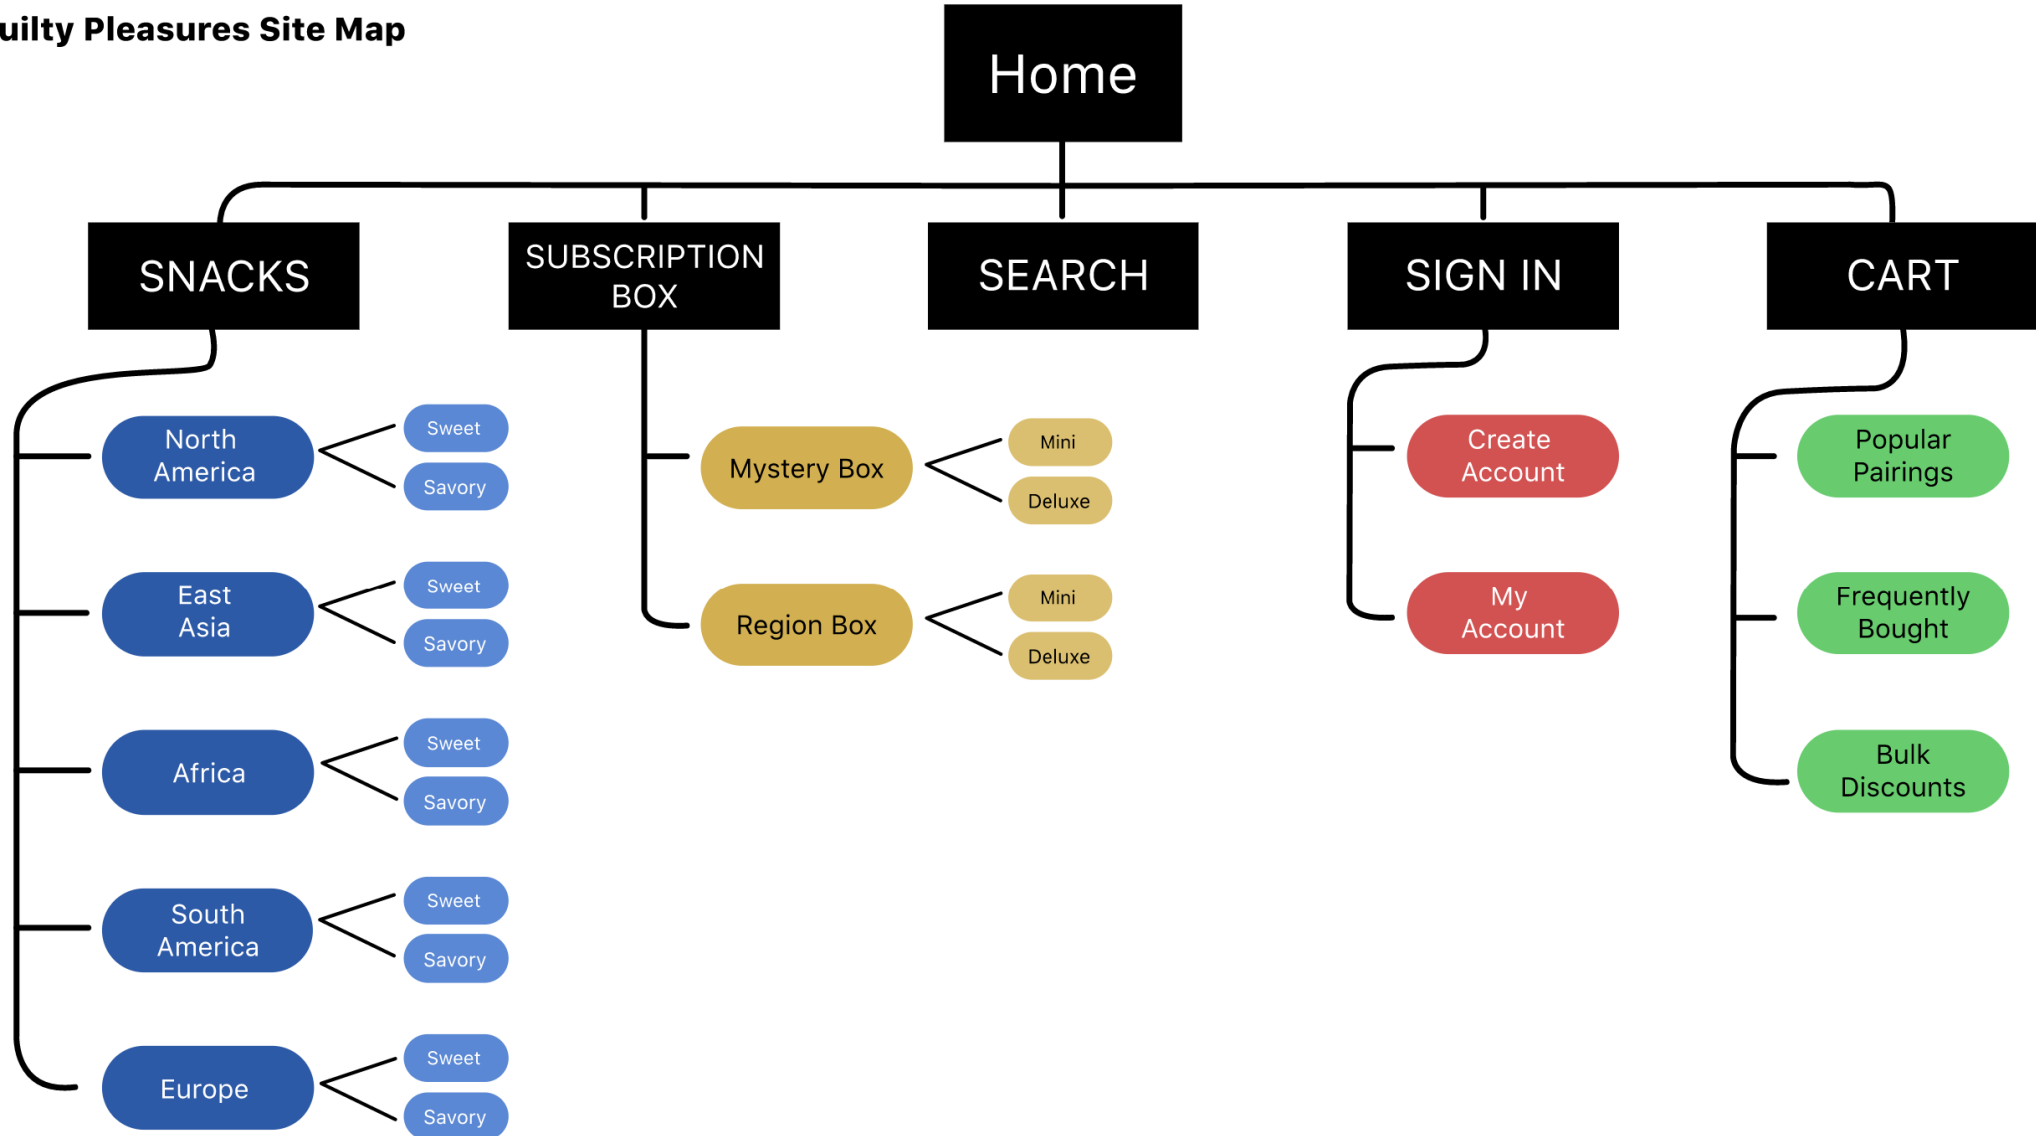 uilty Pleasures Site Map
Home
SNACKS
SUBSCRIPTION
BOX
SEARCH
SIGN IN
CART
North
America
Sweet
Savory
East
Asia
Sweet
Savory
Africa
Sweet
Savory
South
America
Sweet
Savory
Europe
Sweet
Savory
Mystery Box
Mini
Deluxe
Region Box
Mini
Deluxe
Create
Account
My
Account
Popular
Pairings
Frequently
Bought
Bulk
Discounts